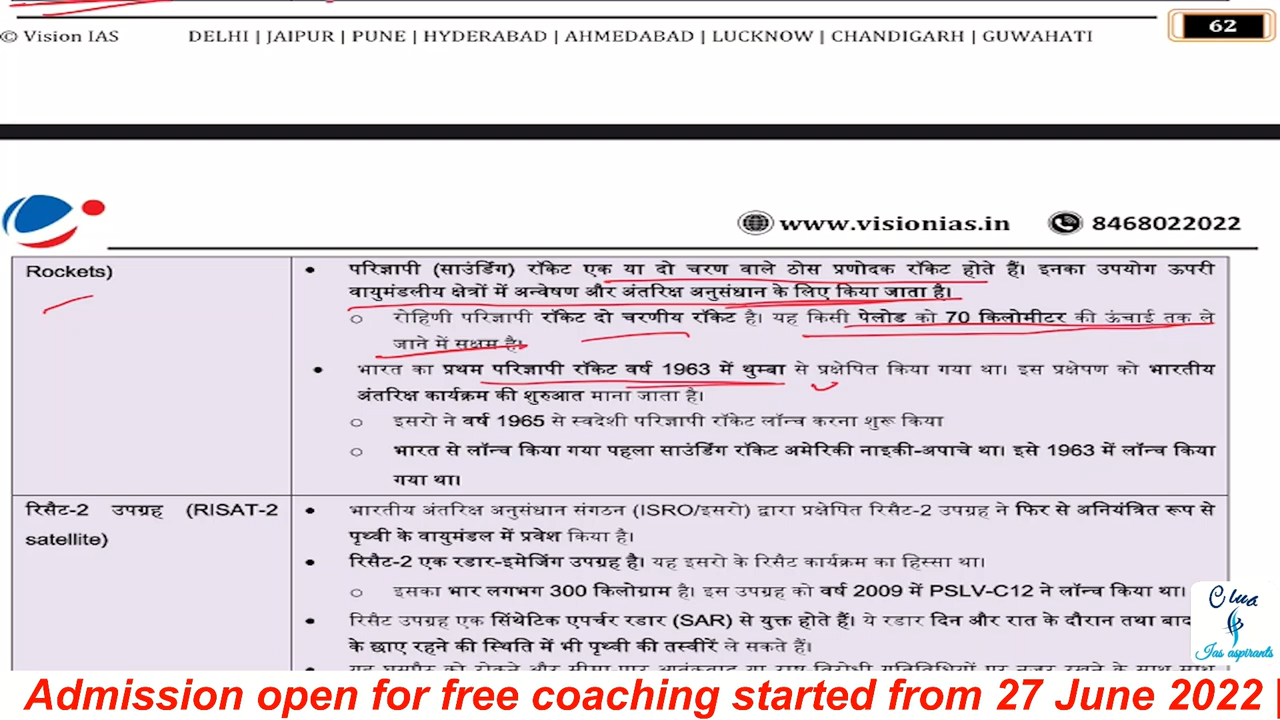 © Vision IAS DELHI | JAIPUR | PUNE | HYDERABAD | AHMEDABAD | LUCKNOW | CHANDIGARH | GUWAHATI 62
www.visionias.in 8468022022
Rockets)
• परिज्ञापी (साउंडिंग) रॉकेट एक या दो चरण वाले ठोस प्रणोदक रॉकेट होते हैं। इनका उपयोग ऊपरी
वायुमंडलीय क्षेत्रों में अन्वेषण और अंतरिक्ष अनुसंधान के लिए किया जाता है।
o रोहिणी परिज्ञापी रॉकेट दो चरणीय रॉकेट है। यह किसी पेलोड को 70 किलोमीटर की ऊंचाई तक ले
जाने में सक्षम है।
• भारत का प्रथम परिज्ञापी रॉकेट वर्ष 1963 में थुम्बा से प्रक्षेपित किया गया था। इस प्रक्षेपण को भारतीय
अंतरिक्ष कार्यक्रम की शुरुआत माना जाता है।
o इसरो ने वर्ष 1965 से स्वदेशी परिज्ञापी रॉकेट लॉन्च करना शुरू किया
o भारत से लॉन्च किया गया पहला साउंडिंग रॉकेट अमेरिकी नाइकी-अपाचे था। इसे 1963 में लॉन्च किया
गया था।
रिसैट-2 उपग्रह (RISAT-2
satellite)
• भारतीय अंतरिक्ष अनुसंधान संगठन (ISRO/इसरो) द्वारा प्रक्षेपित रिसैट-2 उपग्रह ने फिर से अनियंत्रित रूप से
पृथ्वी के वायुमंडल में प्रवेश किया है।
• रिसैट-2 एक रडार-इमेजिंग उपग्रह है। यह इसरो के रिसैट कार्यक्रम का हिस्सा था।
o इसका भार लगभग 300 किलोग्राम है। इस उपग्रह को वर्ष 2009 में PSLV-C12 ने लॉन्च किया था।
• रिसैट उपग्रह एक सिंथेटिक एपर्चर रडार (SAR) से युक्त होते हैं। ये रडार दिन और रात के दौरान तथा बाद
के छाए रहने की स्थिति में भी पृथ्वी की तस्वीरें ले सकते हैं।
Ias aspirants
Admission open for free coaching started from 27 June 2022 |